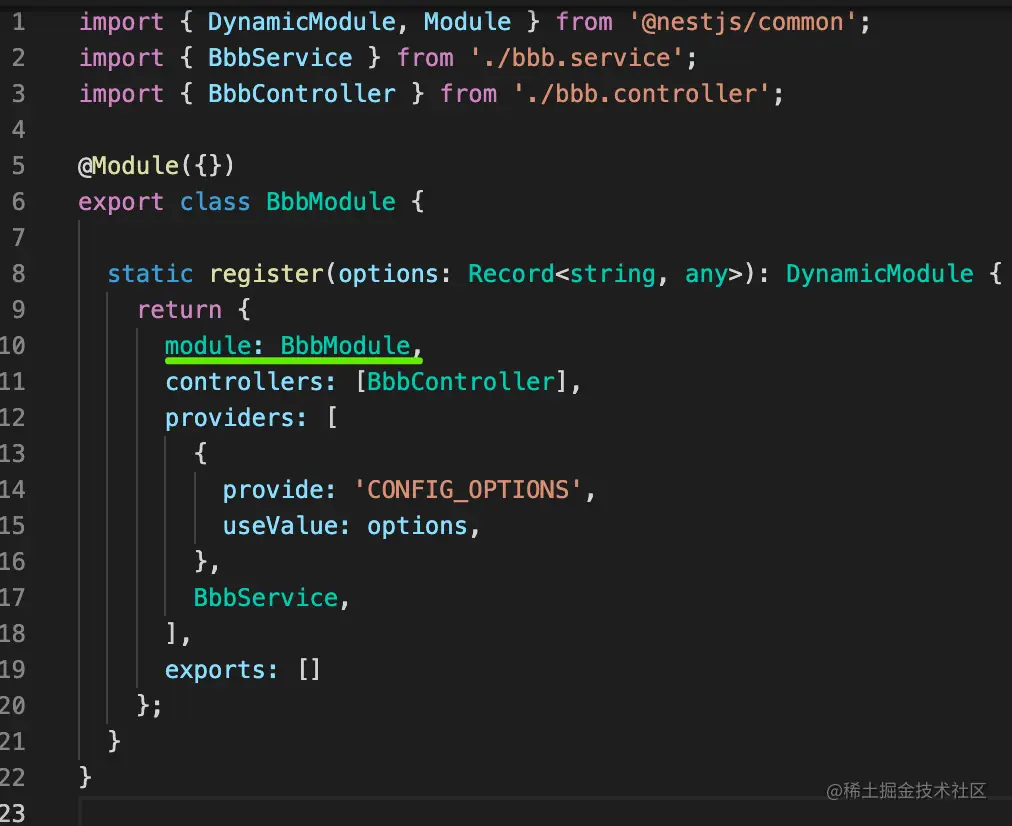 1 import { DynamicModule, Module } from '@nestjs/common';
2 import { BbbService } from './bbb.service';
3 import { BbbController } from './bbb.controller';
4
5 @Module({})
6 export class BbbModule {
7
8   static register(options: Record<string, any>): DynamicModule {
9     return {
10       module: BbbModule,
11       controllers: [BbbController],
12       providers: [
13         {
14           provide: 'CONFIG_OPTIONS',
15           useValue: options,
16         },
17         BbbService,
18       ],
19       exports: []
20     };
21   }
22 }
23
@稀土掘金技术社区